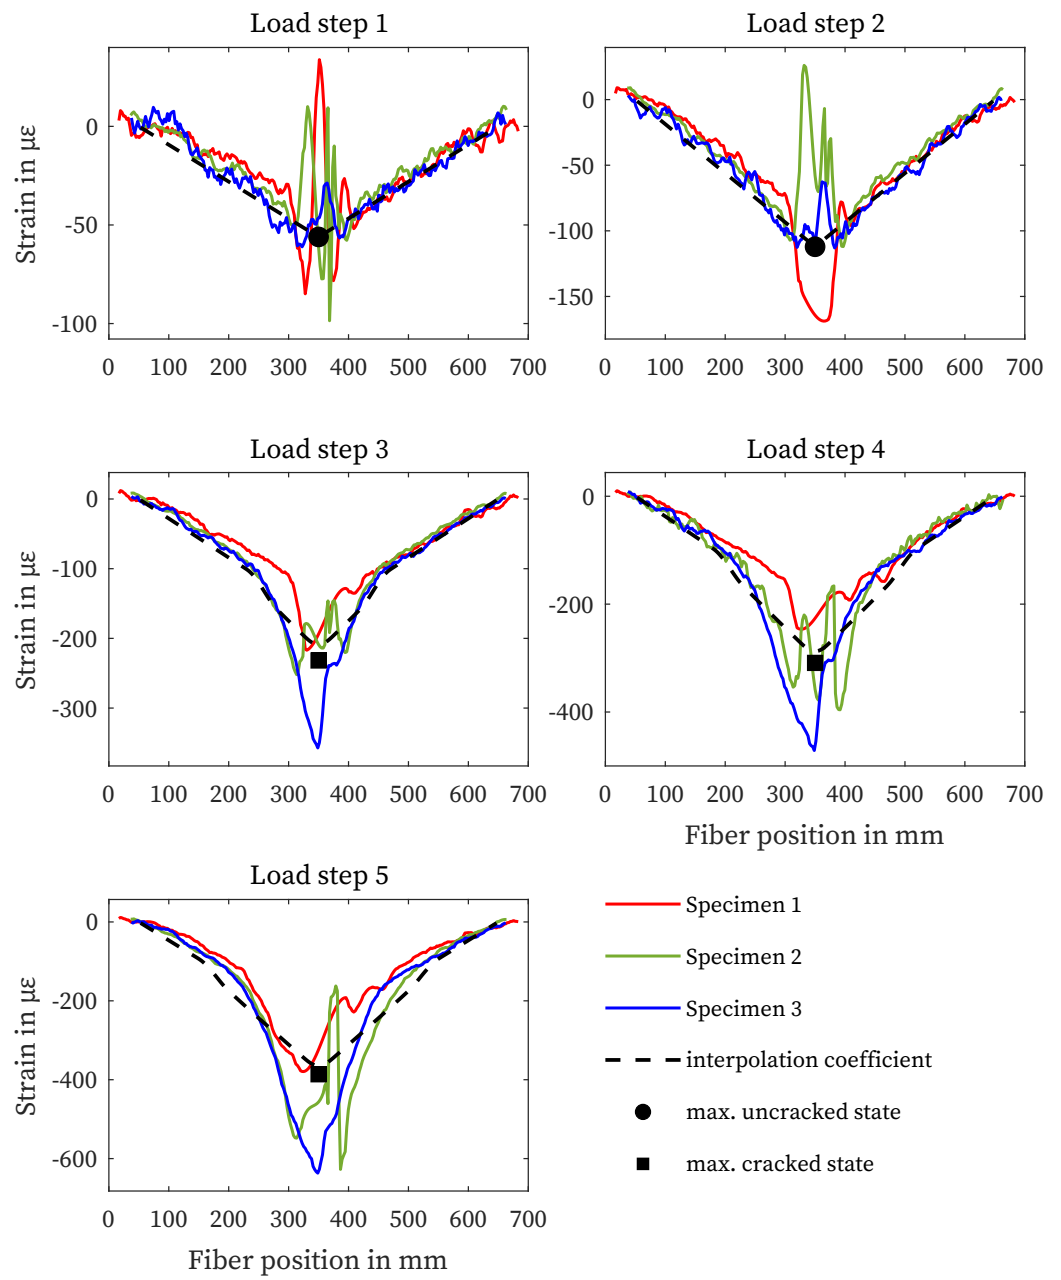 Load step 1
Load step 2
Strain in με
0
-50
-100
0
-50
-100
-150
0 100 200 300 400 500 600 700
0 100 200 300 400 500 600 700
Load step 3
Load step 4
Strain in με
0
-100
-200
-300
0
-200
-400
0 100 200 300 400 500 600 700
0 100 200 300 400 500 600 700
Fiber position in mm
Load step 5
Strain in με
0
-200
-400
-600
0 100 200 300 400 500 600 700
Fiber position in mm
Specimen 1
Specimen 2
Specimen 3
interpolation coefficient
max. uncracked state
max. cracked state